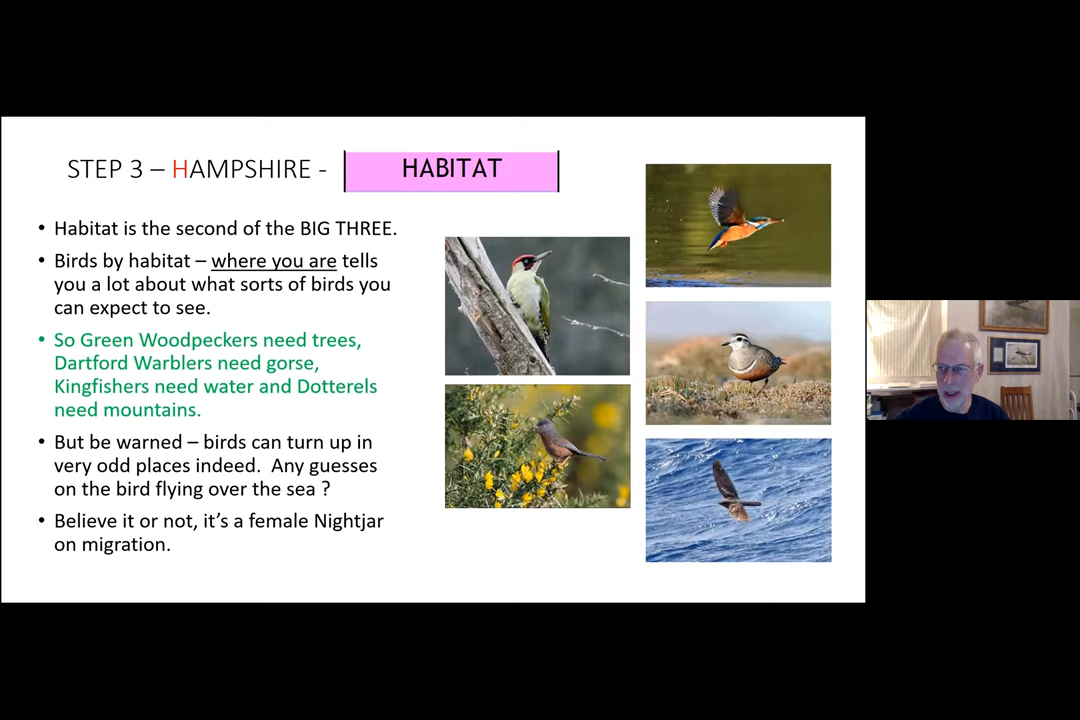 STEP 3 – HAMPSHIRE -
HABITAT
• Habitat is the second of the BIG THREE.
• Birds by habitat – where you are tells
you a lot about what sorts of birds you
can expect to see.
• So Green Woodpeckers need trees,
Dartford Warblers need gorse,
Kingfishers need water and Dotterels
need mountains.
• But be warned – birds can turn up in
very odd places indeed.  Any guesses
on the bird flying over the sea ?
• Believe it or not, it’s a female Nightjar
on migration.